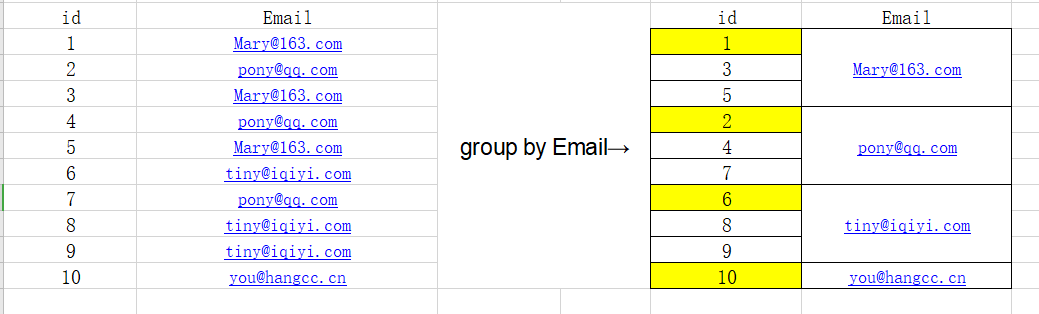 id Email id Email
1 Mary@163.com 1
2 pony@qq.com 3 Mary@163.com
3 Mary@163.com 5
4 pony@qq.com 2
5 Mary@163.com group by Email→ 4 pony@qq.com
6 tiny@iqiyi.com 7
7 pony@qq.com 6
8 tiny@iqiyi.com 8 tiny@iqiyi.com
9 tiny@iqiyi.com 9
10 you@hangcc.cn 10 you@hangcc.cn